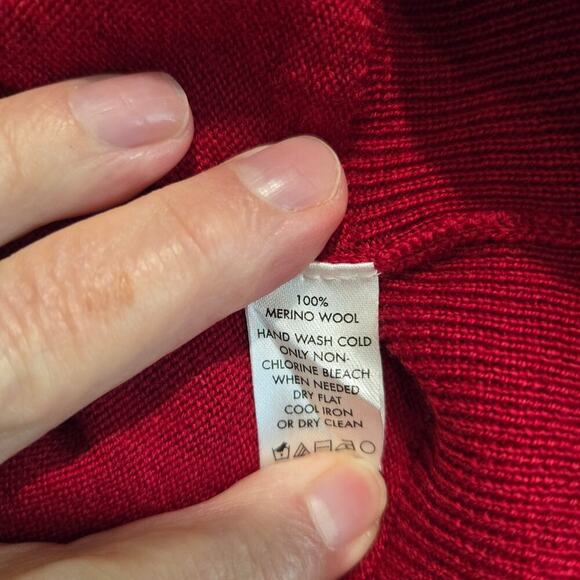 100%
MERINO WOOL
HAND WASH COLD
ONLY NON-
CHLORINE BLEACH
WHEN NEEDED
DRY FLAT
COOL IRON
OR DRY CLEAN